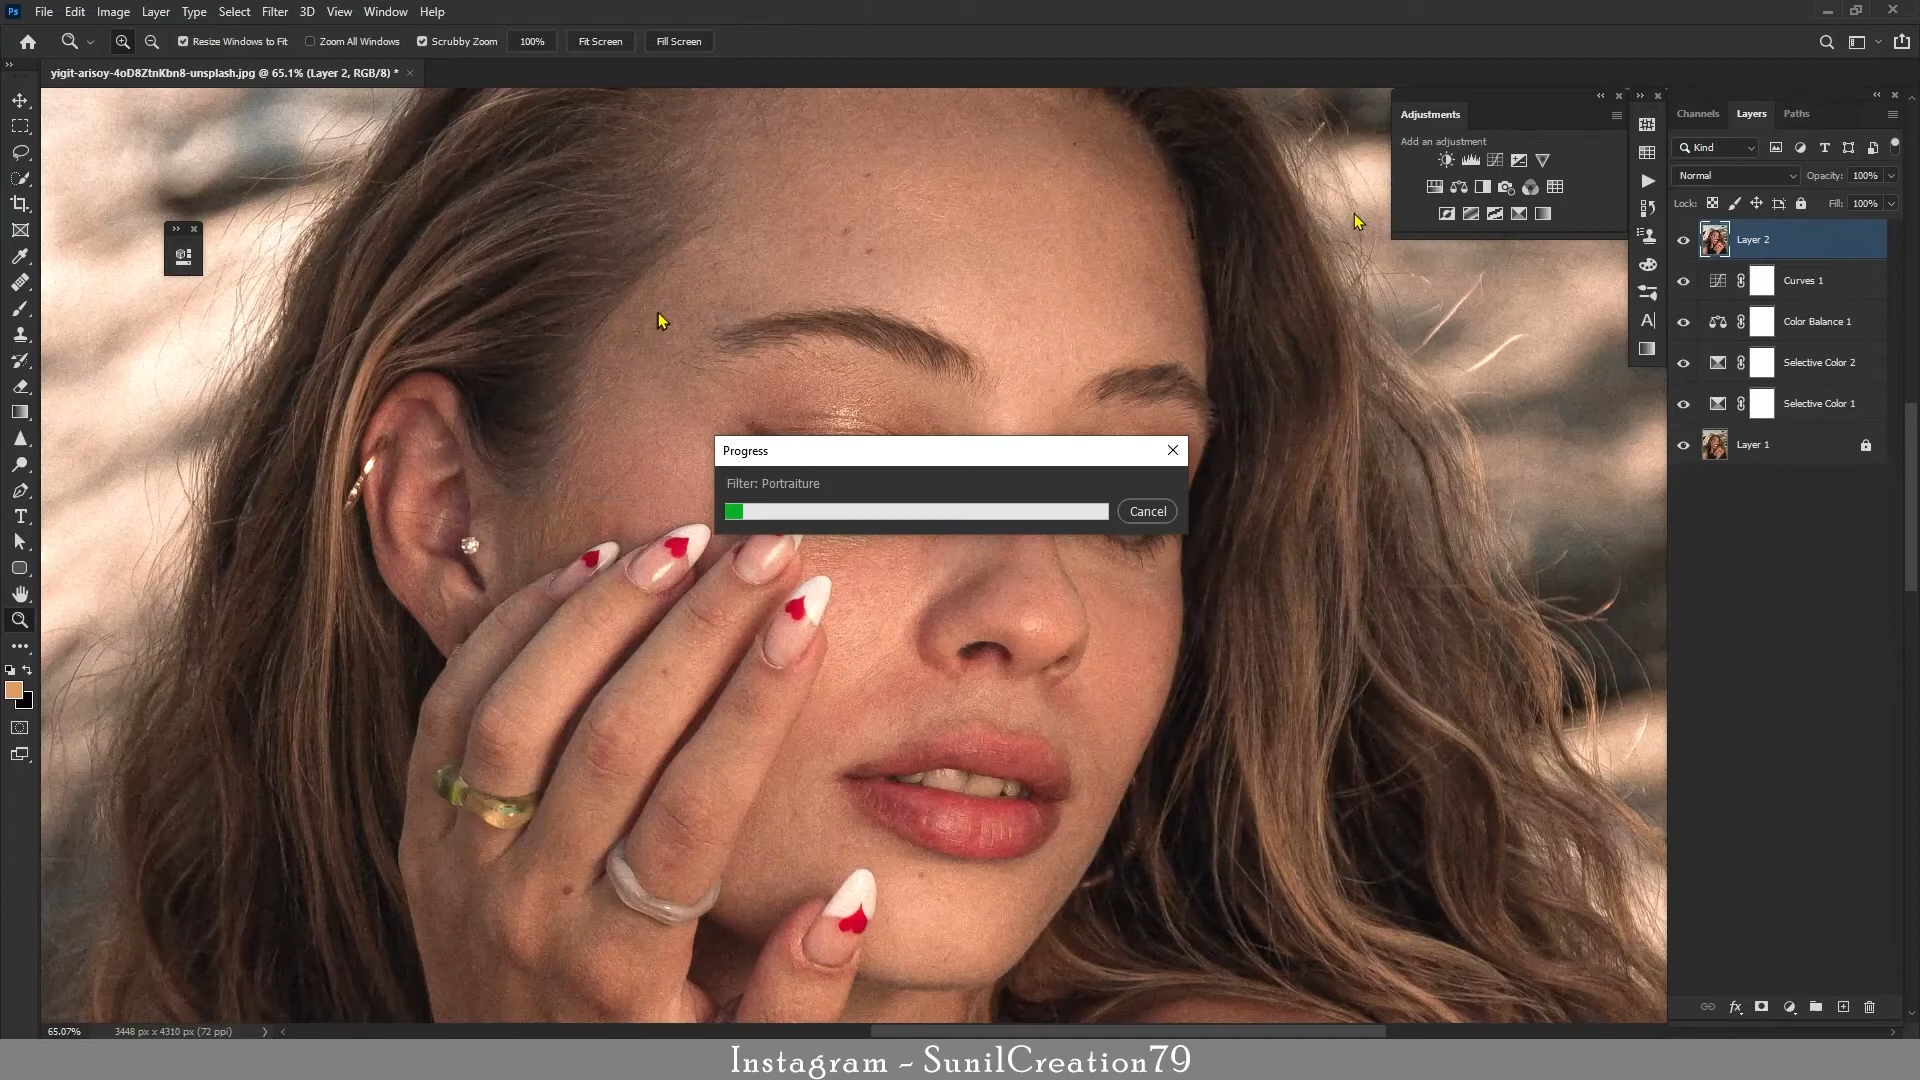 Ps File Edit Image Layer Type Select Filter 3D View Window Help
Resize Windows to Fit Zoom All Windows Scrubby Zoom 100% Fit Screen Fill Screen
yigit-arisoy-4oD8ZtnKbn8-unsplash.jpg @ 65.1% (Layer 2, RGB/8) *
Adjustments
Add an adjustment
Channels Layers Paths
Kind
Normal Opacity: 100%
Lock: Fill: 100%
Layer 2
Curves 1
Color Balance 1
Selective Color 2
Selective Color 1
Layer 1
Progress
Filter: Portraiture
Cancel
65.07% 3448 px x 4310 px (72 ppi)
Instagram - SunilCreation79